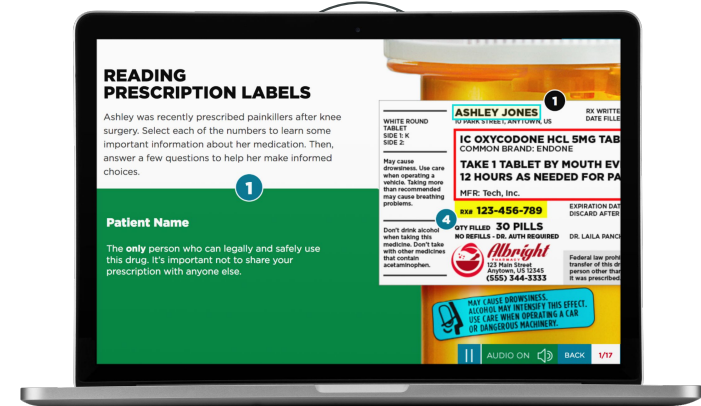 READING
PRESCRIPTION LABELS
Ashley was recently prescribed painkillers after knee
surgery. Select each of the numbers to learn some
important information about her medication. Then,
answer a few questions to help her make informed
choices.
1
Patient Name
The only person who can legally and safely use
this drug. It's important not to share your
prescription with anyone else.
WHITE ROUND
TABLET
SIDE 1: K
SIDE 2:
May cause
drowsiness. Use care
when operating a
vehicle. Taking more
than recommended
may cause breathing
problems.
Don't drink alcohol
when taking this
medicine. Don't take
with other medicines
that contain
acetaminophen.
1
ASHLEY JONES
10 PARK STREET, ANYTOWN, US
RX WRITTE
DATE FILLE
IC OXYCODONE HCL 5MG TAB
COMMON BRAND: ENDONE
TAKE 1 TABLET BY MOUTH EV
12 HOURS AS NEEDED FOR PA
MFR: Tech, Inc.
4
RX# 123-456-789
EXPIRATION DAT
DISCARD AFTER
QTY FILLED 30 PILLS
NO REFILLS - DR. AUTH REQUIRED
DR. LAILA PANCH
Albright
PHARMACY
123 Main Street
Anytown, US 12345
(555) 344-3333
Federal law prohi
transfer of this dr
person other than
it was prescribed.
MAY CAUSE DROWSINESS.
ALCOHOL MAY INTENSIFY THIS EFFECT.
USE CARE WHEN OPERATING A CAR
OR DANGEROUS MACHINERY.
AUDIO ON
BACK
1/17